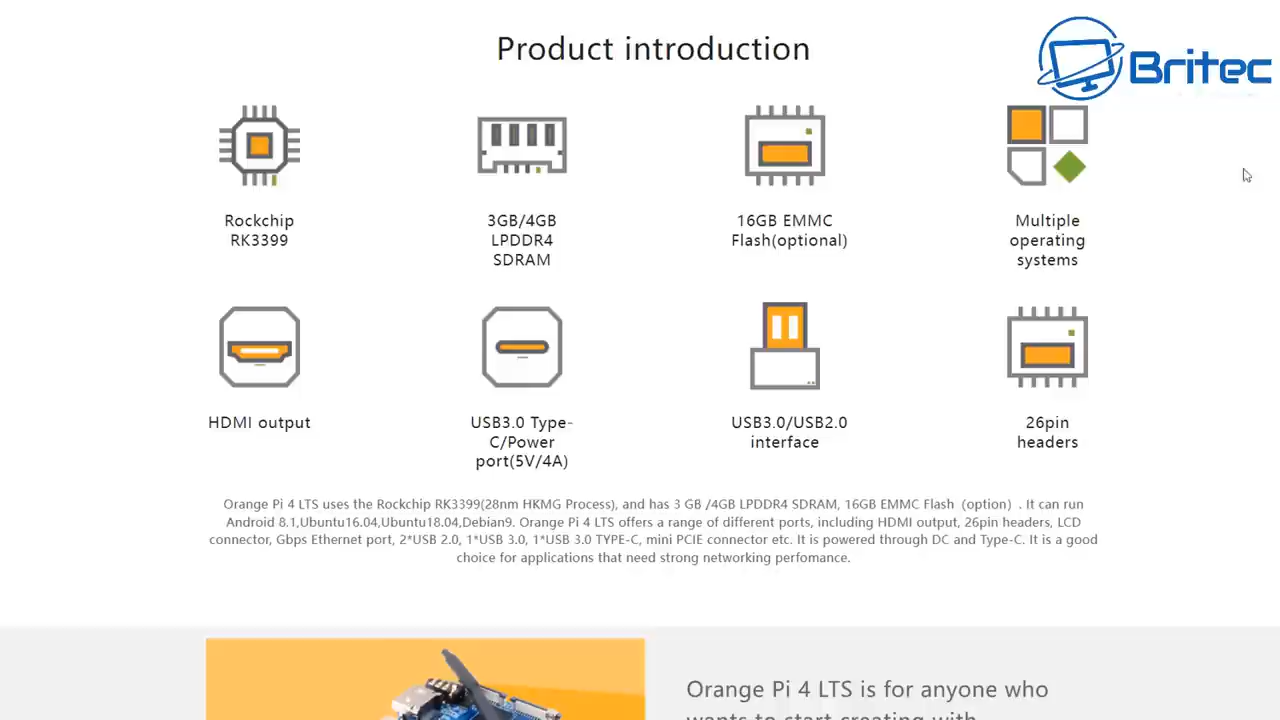 Product introduction
Britec
Rockchip
RK3399
3GB/4GB
LPDDR4
SDRAM
16GB EMMC
Flash(optional)
Multiple
operating
systems
HDMI output
USB3.0 Type-
C/Power
port(5V/4A)
USB3.0/USB2.0
interface
26pin
headers
Orange Pi 4 LTS uses the Rockchip RK3399(28nm HKMG Process), and has 3 GB /4GB LPDDR4 SDRAM, 16GB EMMC Flash（option）. It can run
Android 8.1,Ubuntu16.04,Ubuntu18.04,Debian9. Orange Pi 4 LTS offers a range of different ports, including HDMI output, 26pin headers, LCD
connector, Gbps Ethernet port, 2*USB 2.0, 1*USB 3.0, 1*USB 3.0 TYPE-C, mini PCIE connector etc. It is powered through DC and Type-C. It is a good
choice for applications that need strong networking perfomance.
Orange Pi 4 LTS is for anyone who
wants to start creating with